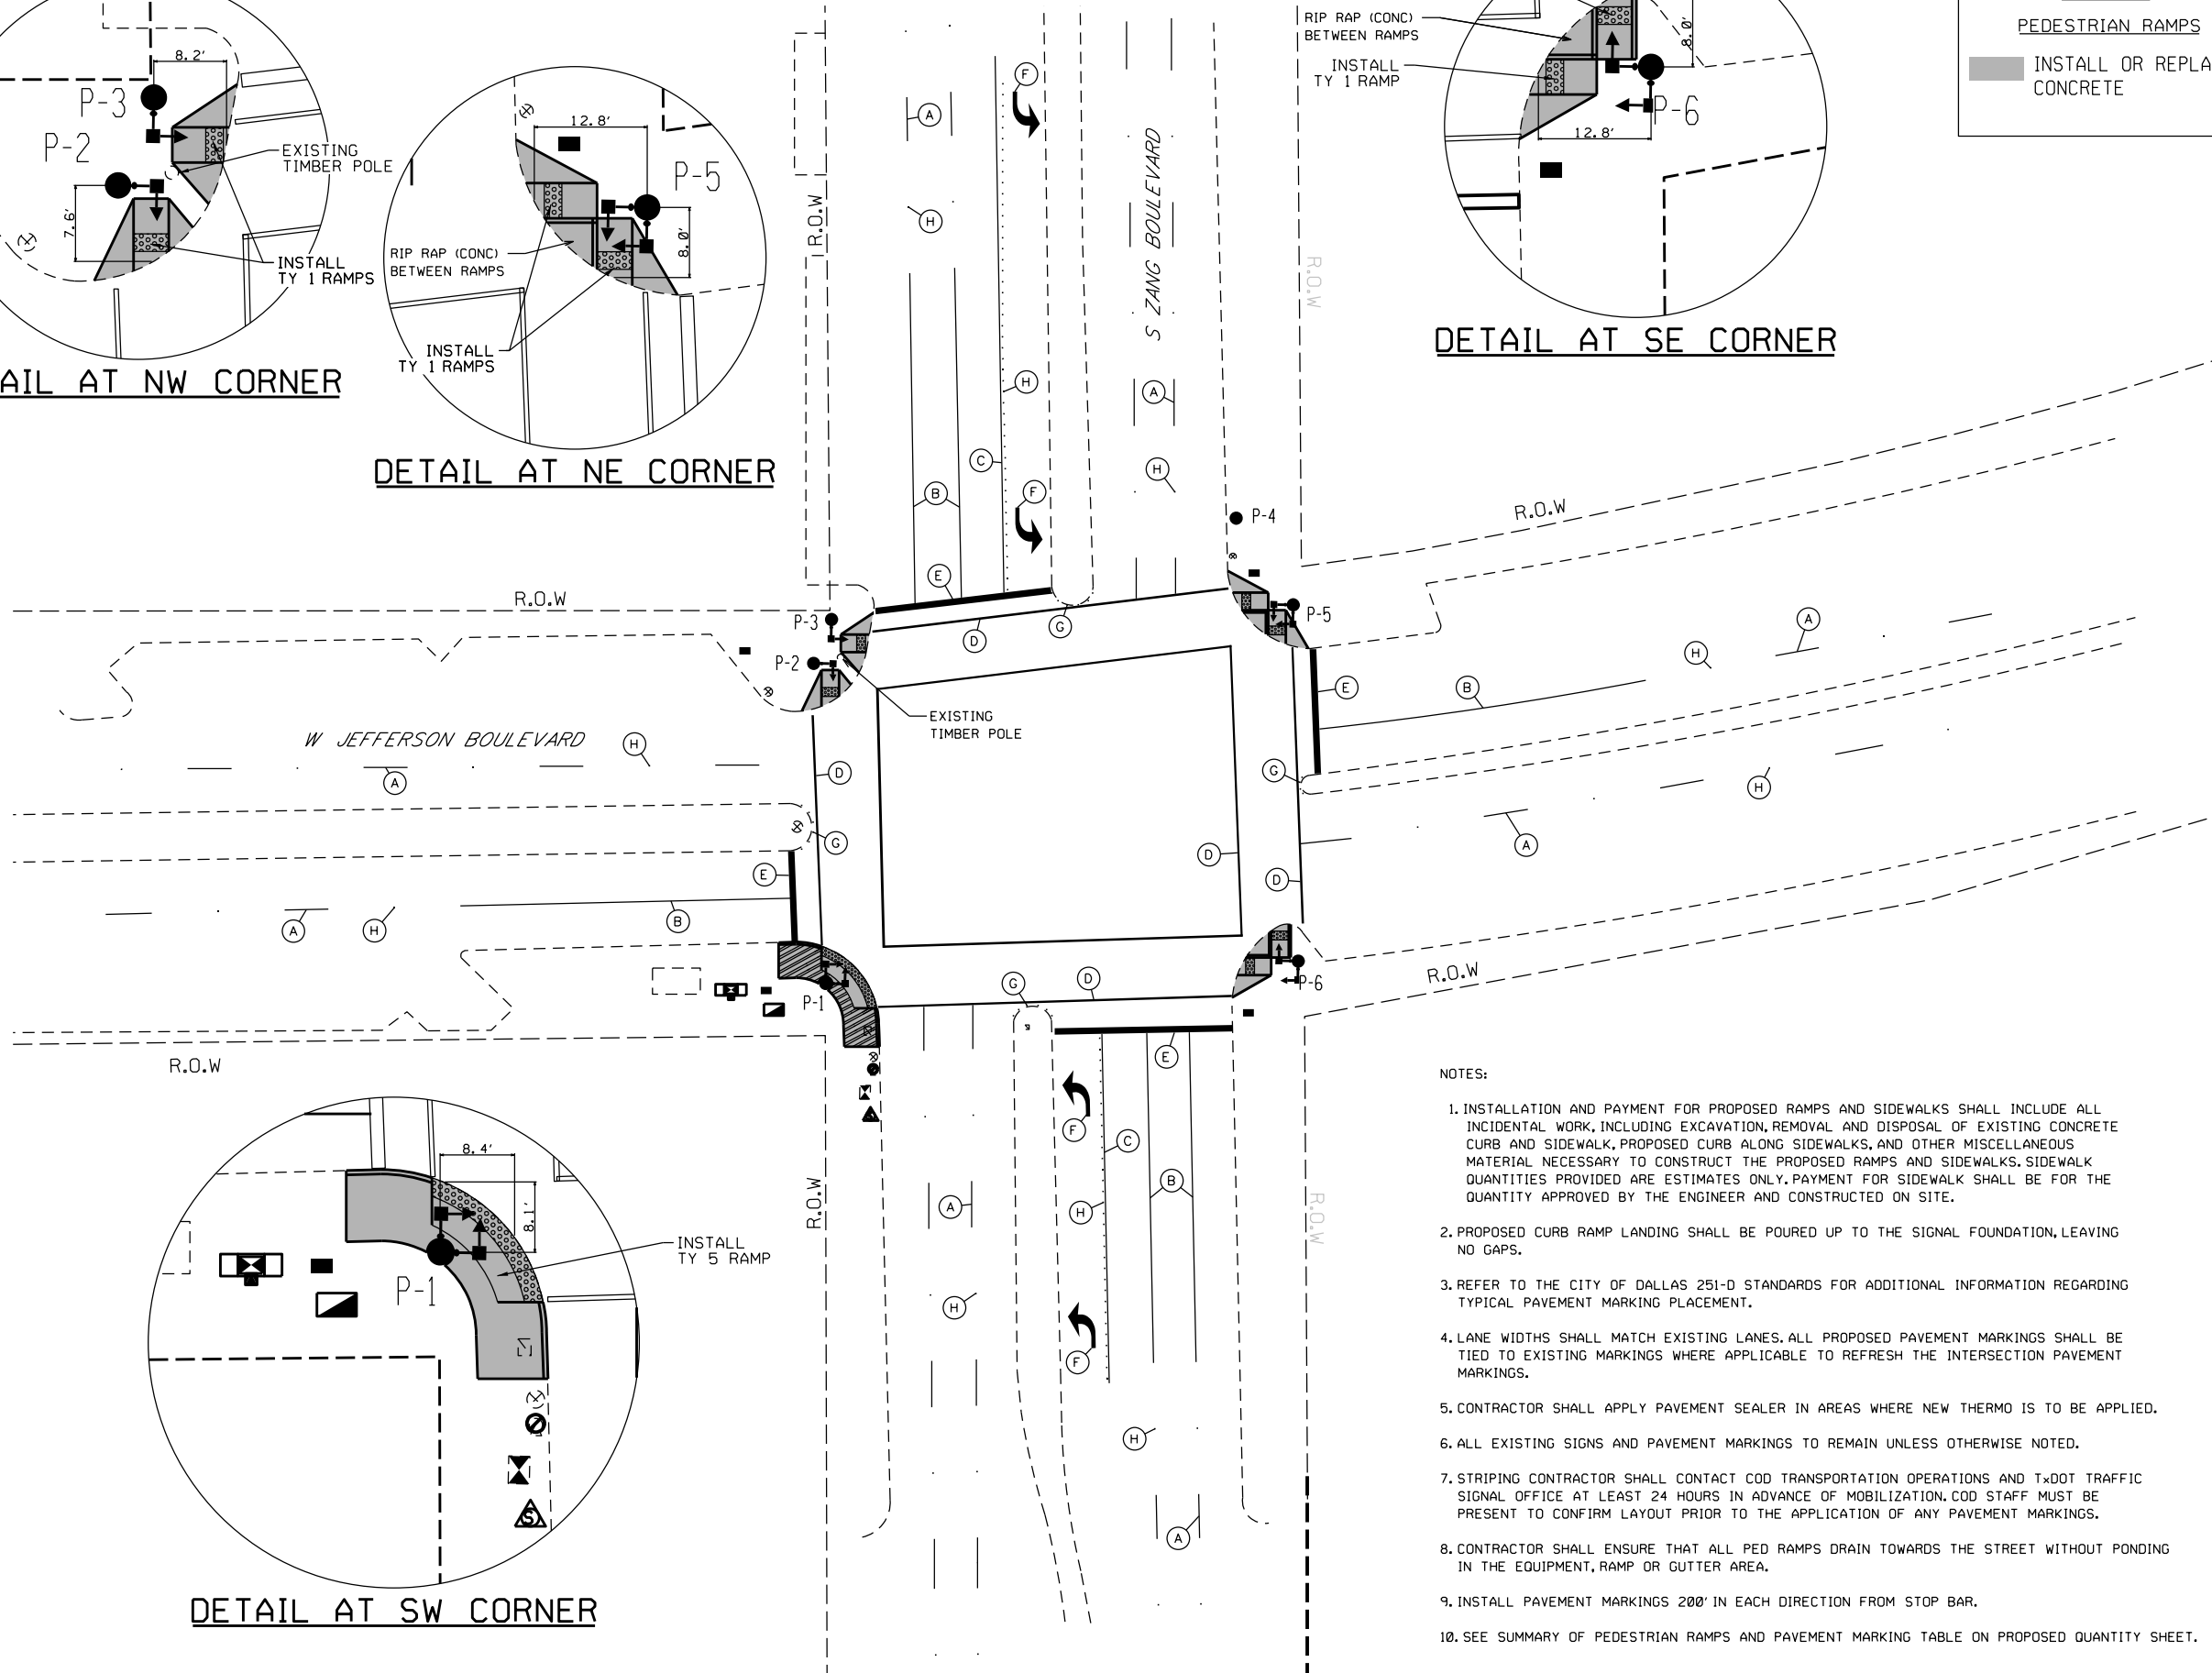 8.2'
P-3
P-2
7.6'
EXISTING
TIMBER POLE
INSTALL
TY 1 RAMPS
AIL AT NW CORNER
12.8'
P-5
8.0'
RIP RAP (CONC)
BETWEEN RAMPS
INSTALL
TY 1 RAMPS
DETAIL AT NE CORNER
RIP RAP (CONC)
BETWEEN RAMPS
INSTALL
TY 1 RAMP
8.0'
P-6
12.8'
DETAIL AT SE CORNER
PEDESTRIAN RAMPS
INSTALL OR REPLA
CONCRETE
R.O.W
S ZANG BOULEVARD
R.O.W
F
A
H
H
A
C
H
B
F
E
P-4
R.O.W
R.O.W
P-3
P-2
D
G
P-5
A
H
E
B
EXISTING
TIMBER POLE
W JEFFERSON BOULEVARD
H
A
D
G
G
H
A
D
E
D
A
H
B
P-1
G
D
P-6
R.O.W
R.O.W
E
F
C
B
A
H
R.O.W
R.O.W
H
F
H
A
8.4'
8.1'
P-1
INSTALL
TY 5 RAMP
S
DETAIL AT SW CORNER
NOTES:
1. INSTALLATION AND PAYMENT FOR PROPOSED RAMPS AND SIDEWALKS SHALL INCLUDE ALL
INCIDENTAL WORK, INCLUDING EXCAVATION, REMOVAL AND DISPOSAL OF EXISTING CONCRETE
CURB AND SIDEWALK, PROPOSED CURB ALONG SIDEWALKS, AND OTHER MISCELLANEOUS
MATERIAL NECESSARY TO CONSTRUCT THE PROPOSED RAMPS AND SIDEWALKS. SIDEWALK
QUANTITIES PROVIDED ARE ESTIMATES ONLY. PAYMENT FOR SIDEWALK SHALL BE FOR THE
QUANTITY APPROVED BY THE ENGINEER AND CONSTRUCTED ON SITE.
2. PROPOSED CURB RAMP LANDING SHALL BE POURED UP TO THE SIGNAL FOUNDATION, LEAVING
NO GAPS.
3. REFER TO THE CITY OF DALLAS 251-D STANDARDS FOR ADDITIONAL INFORMATION REGARDING
TYPICAL PAVEMENT MARKING PLACEMENT.
4. LANE WIDTHS SHALL MATCH EXISTING LANES. ALL PROPOSED PAVEMENT MARKINGS SHALL BE
TIED TO EXISTING MARKINGS WHERE APPLICABLE TO REFRESH THE INTERSECTION PAVEMENT
MARKINGS.
5. CONTRACTOR SHALL APPLY PAVEMENT SEALER IN AREAS WHERE NEW THERMO IS TO BE APPLIED.
6. ALL EXISTING SIGNS AND PAVEMENT MARKINGS TO REMAIN UNLESS OTHERWISE NOTED.
7. STRIPING CONTRACTOR SHALL CONTACT COD TRANSPORTATION OPERATIONS AND TxDOT TRAFFIC
SIGNAL OFFICE AT LEAST 24 HOURS IN ADVANCE OF MOBILIZATION. COD STAFF MUST BE
PRESENT TO CONFIRM LAYOUT PRIOR TO THE APPLICATION OF ANY PAVEMENT MARKINGS.
8. CONTRACTOR SHALL ENSURE THAT ALL PED RAMPS DRAIN TOWARDS THE STREET WITHOUT PONDING
IN THE EQUIPMENT, RAMP OR GUTTER AREA.
9. INSTALL PAVEMENT MARKINGS 200' IN EACH DIRECTION FROM STOP BAR.
10. SEE SUMMARY OF PEDESTRIAN RAMPS AND PAVEMENT MARKING TABLE ON PROPOSED QUANTITY SHEET.